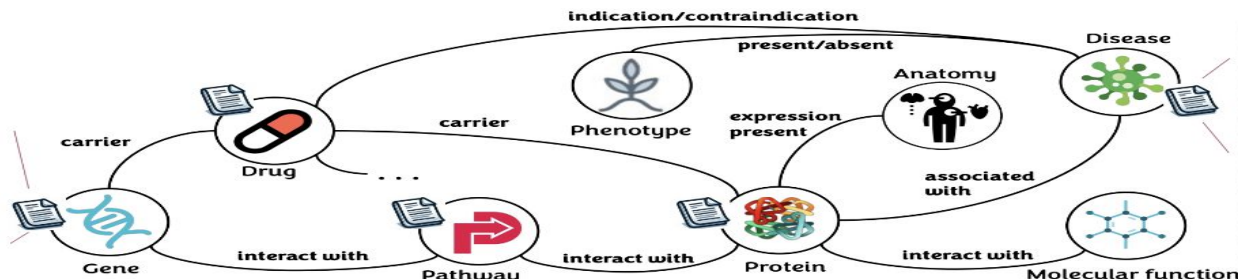 indication/contraindication
present/absent
Disease
Anatomy
expression
present
Phenotype
carrier
carrier
Drug
. . .
associated
with
interact with
interact with
interact with
Gene
Pathway
Protein
Molecular function